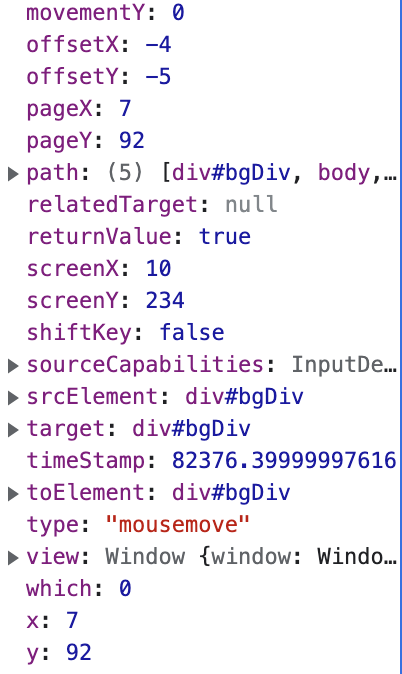 movementY: 0
offsetX: -4
offsetY: -5
pageX: 7
pageY: 92
path: (5) [div#bgDiv, body,…
relatedTarget: null
returnValue: true
screenX: 10
screenY: 234
shiftKey: false
sourceCapabilities: InputDe…
srcElement: div#bgDiv
target: div#bgDiv
timeStamp: 82376.39999997616
toElement: div#bgDiv
type: "mousemove"
view: Window {window: Windo…
which: 0
x: 7
y: 92